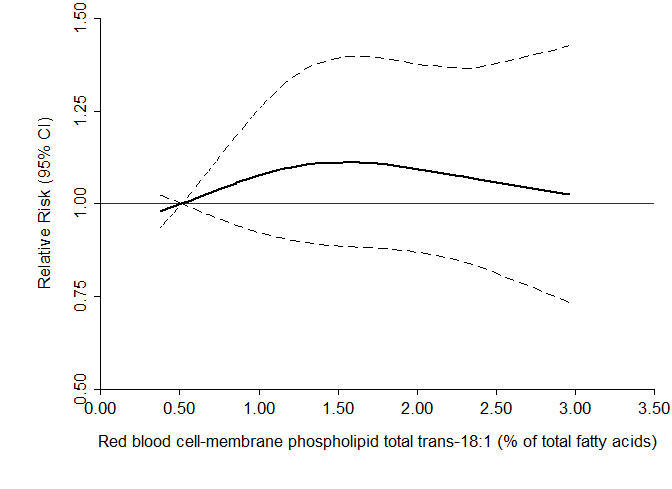 1.50
1.25
1.00
0.75
0.50
Relative Risk (95% CI)
0.00 0.50 1.00 1.50 2.00 2.50 3.00 3.50
Red blood cell-membrane phospholipid total trans-18:1 (% of total fatty acids)